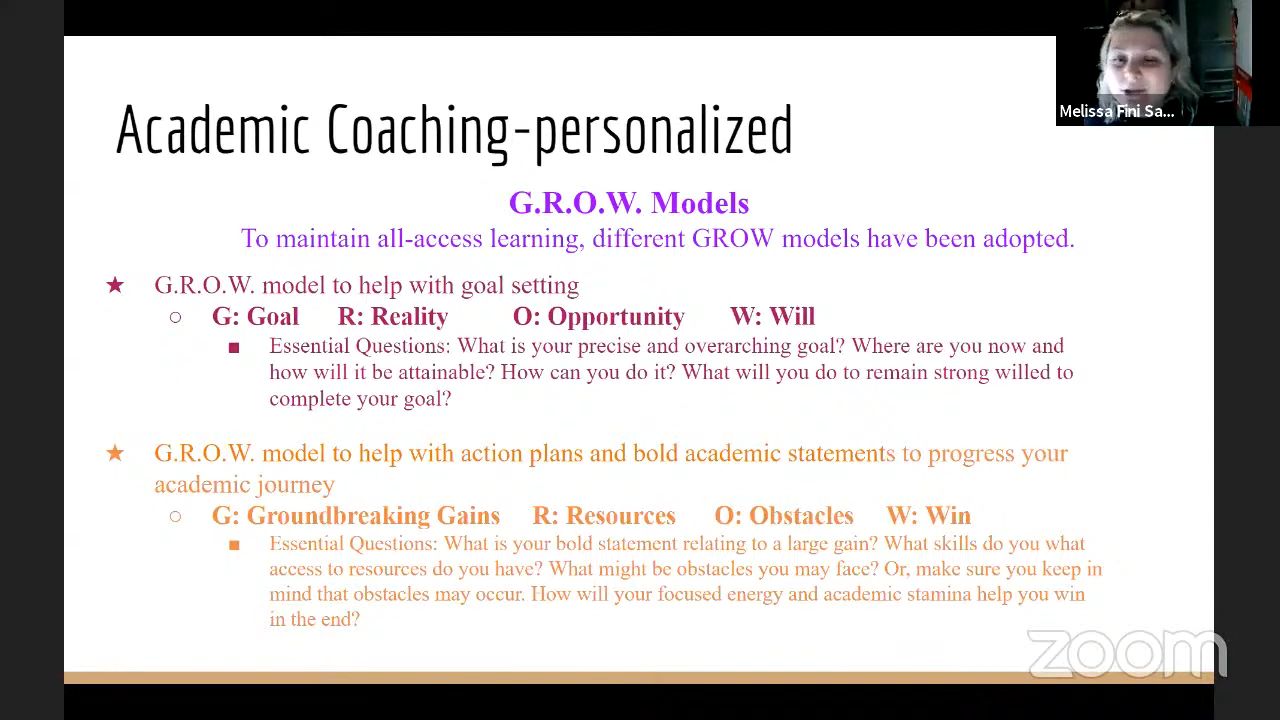 Melissa Fini Sa...
Academic Coaching-personalized
G.R.O.W. Models
To maintain all-access learning, different GROW models have been adopted.
★ G.R.O.W. model to help with goal setting
○ G: Goal R: Reality O: Opportunity W: Will
■ Essential Questions: What is your precise and overarching goal? Where are you now and
how will it be attainable? How can you do it? What will you do to remain strong willed to
complete your goal?
★ G.R.O.W. model to help with action plans and bold academic statements to progress your
academic journey
○ G: Groundbreaking Gains R: Resources O: Obstacles W: Win
■ Essential Questions: What is your bold statement relating to a large gain? What skills do you what
access to resources do you have? What might be obstacles you may face? Or, make sure you keep in
mind that obstacles may occur. How will your focused energy and academic stamina help you win
in the end?
zoom